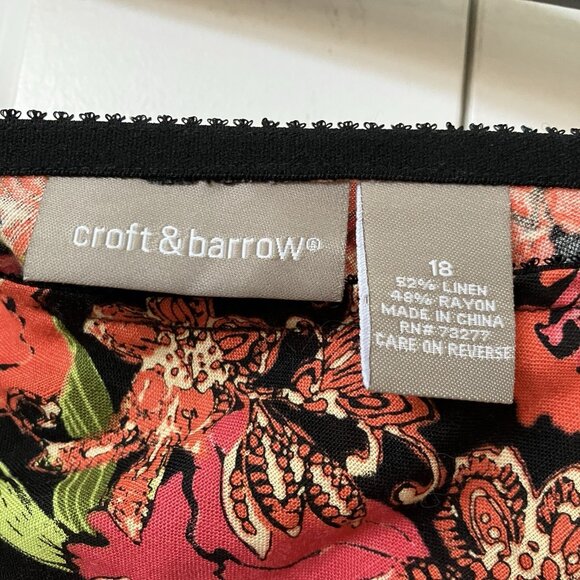 croft&barrow®
18
52% LINEN
48% RAYON
MADE IN CHINA
RN# 73277
CARE ON REVERSE